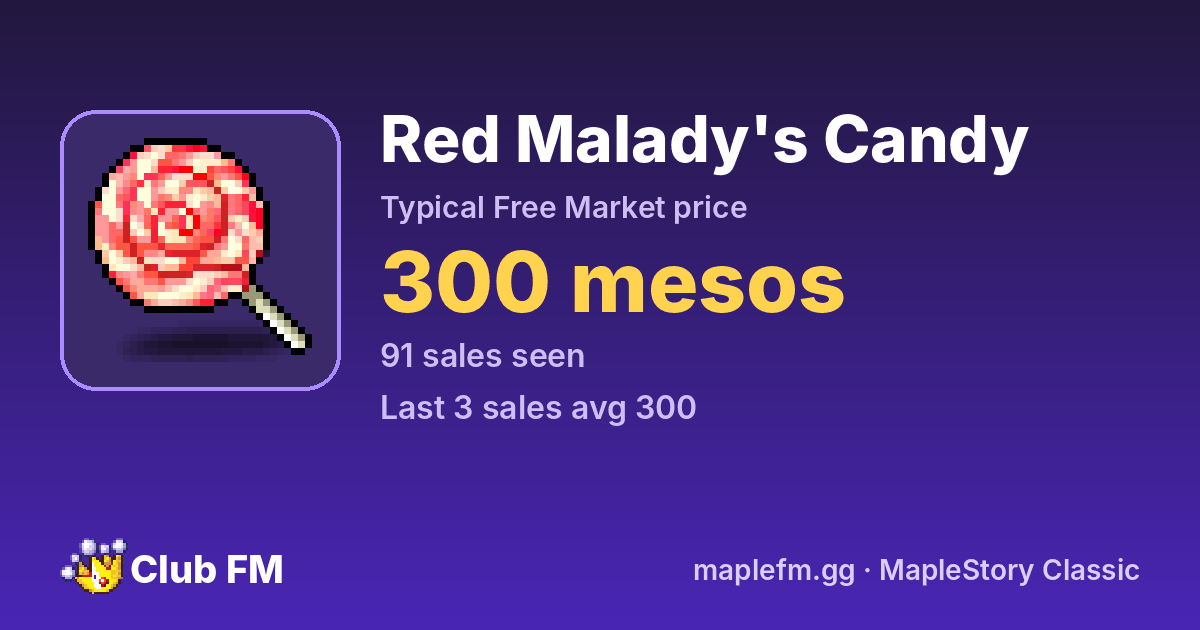 Red Malady's Candy
Typical Free Market price
300 mesos
91 sales seen
Last 3 sales avg 300
Club FM
maplefm.gg · MapleStory Classic